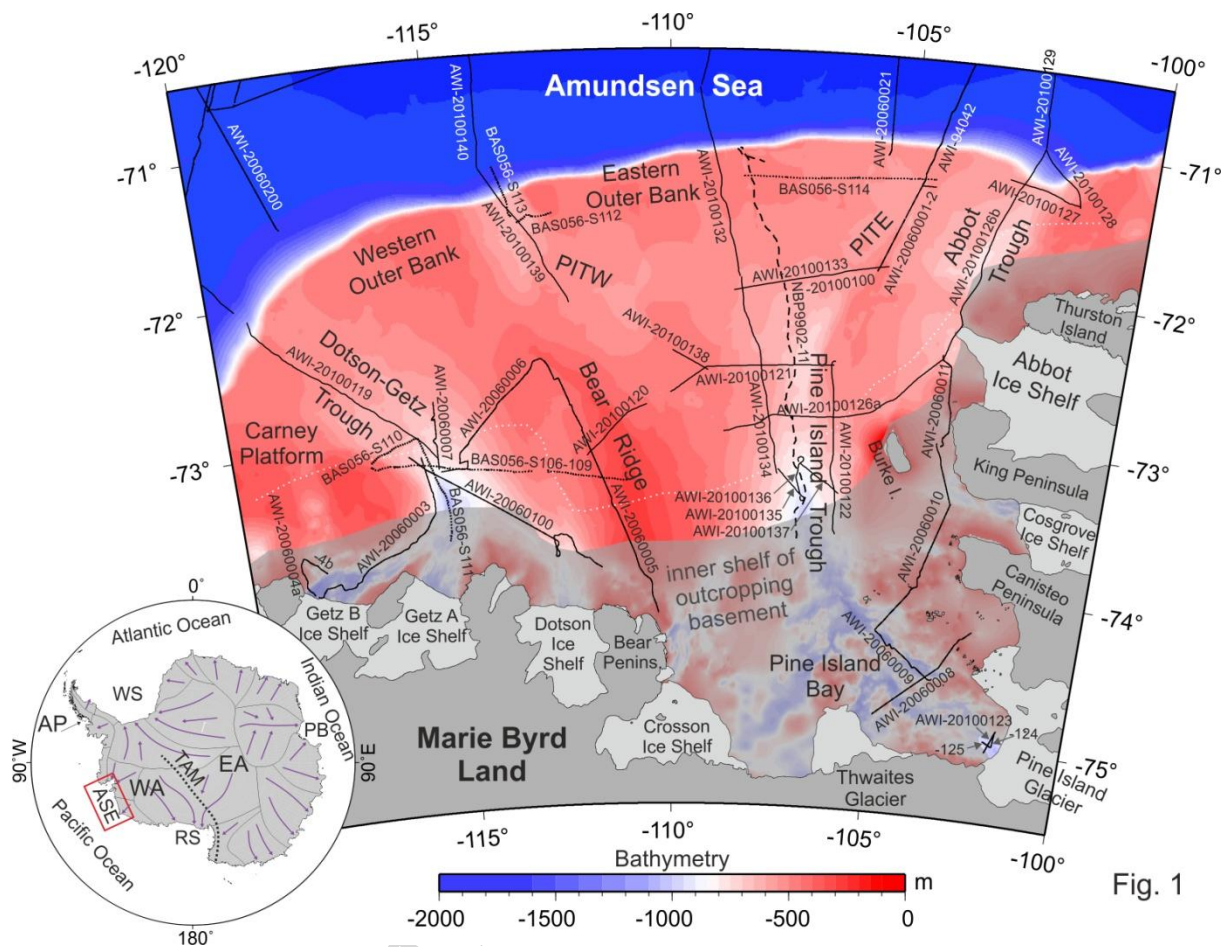 -120°
-115°
-110°
-105°
-100°
Amundsen Sea
-71°
-71°
-72°
-72°
-73°
-73°
-74°
-75°
AWI-20060200
AWI-20100140
BAS056-S113
BAS056-S112
AWI-20100139
PITW
Western
Outer Bank
Eastern
Outer Bank
AWI-20100132
BAS056-S114
AWI-20060021
AWI-94042
AWI-20100129
AWI-20100127
AWI-20100128
PITE
AWI-20060001-2
AWI-20100126b
Abbot
Trough
AWI-20100133
-20100100
NBP9902-11
Thurston
Island
Abbot
Ice Shelf
Dotson-Getz
Trough
AWI-20100119
AWI-20060007
AWI-20060006
Bear
Ridge
AWI-20100120
AWI-20100138
AWI-20100121
AWI-20100126a
Pine Island Trough
AWI-20100134
AWI-20100122
AWI-20060011
Burke I.
King Peninsula
Carney
Platform
BAS056-S110
BAS056-S106-109
AWI-20100136
AWI-20100135
AWI-20100137
AWI-20060010
Cosgrove
Ice Shelf
Canisteo
Peninsula
AWI-20060004a
4b
AWI-20060003
BAS056-S111
AWI-20060100
AWI-20060005
inner shelf of
outcropping
basement
Getz B
Ice Shelf
Getz A
Ice Shelf
Dotson
Ice
Shelf
Bear
Penins.
Pine Island
Bay
AWI-20060009
AWI-20060008
AWI-20100123
-124
-125
Crosson
Ice Shelf
Marie Byrd
Land
Thwaites
Glacier
Pine Island
Glacier
-115°
-110°
-105°
-100°
0°
Atlantic Ocean
Indian Ocean
WS
AP
PB
90°W
90°E
EA
TAM
WA
ASE
RS
Pacific Ocean
180°
Bathymetry
m
-2000
-1500
-1000
-500
0
Fig. 1